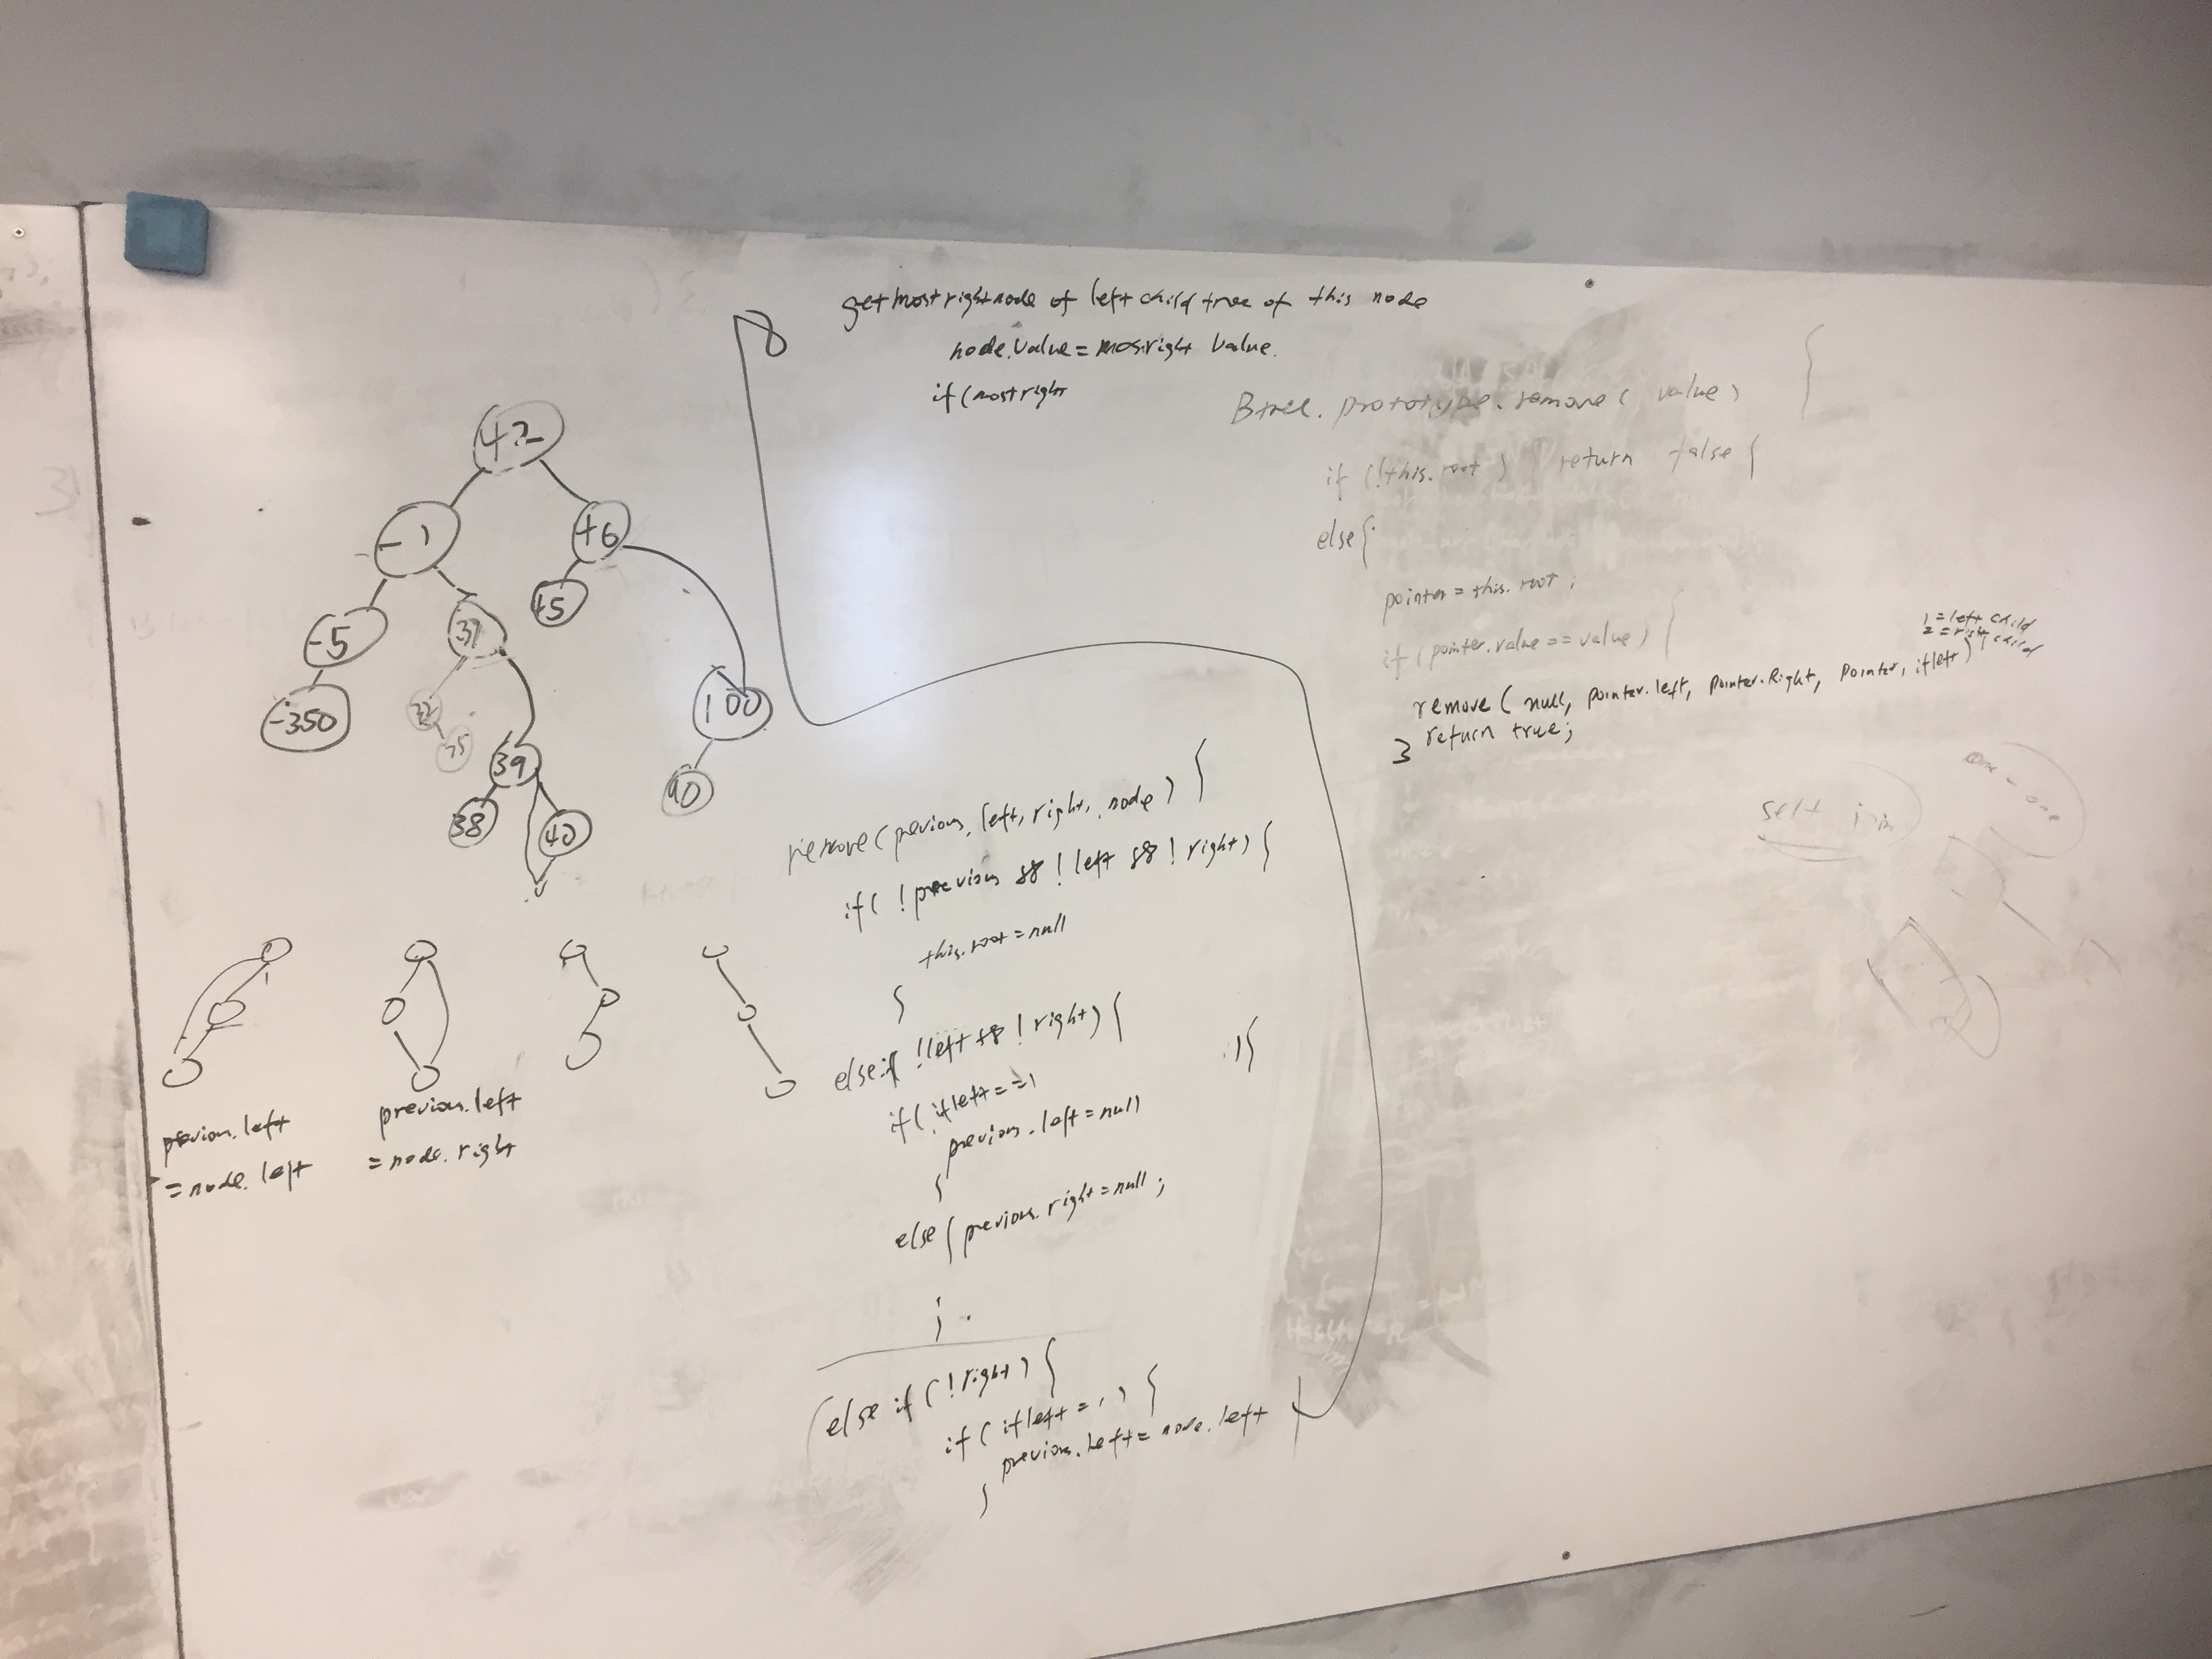 getmostrightnode of left child tree of this node
node.value = mostright value.
if (mostright
42
-1
46
-5
37
45
-350
32
35
39
100
38
40
90
previous.left
= node.left
previous.left
= node.right
remove(previous, left, right, node) {
if( !previous && !left && !right) {
this.root = null
}
else if !left && !right) {
if( ifleft == 1
previous.left = null
}
else { previous.right = null;
}
else if ( !right) {
if ( ifleft = 1 ) {
previous.left = node.left
}
Btree.prototype.remove( value) {
if (!this.root ) { return false {
else {
pointer = this.root ;
if ( pointer.value == value) {
1 = left child
2 = right child
remove( null, pointer.left, pointer.Right, pointer, ifleft)
return true;
}
self
one - one